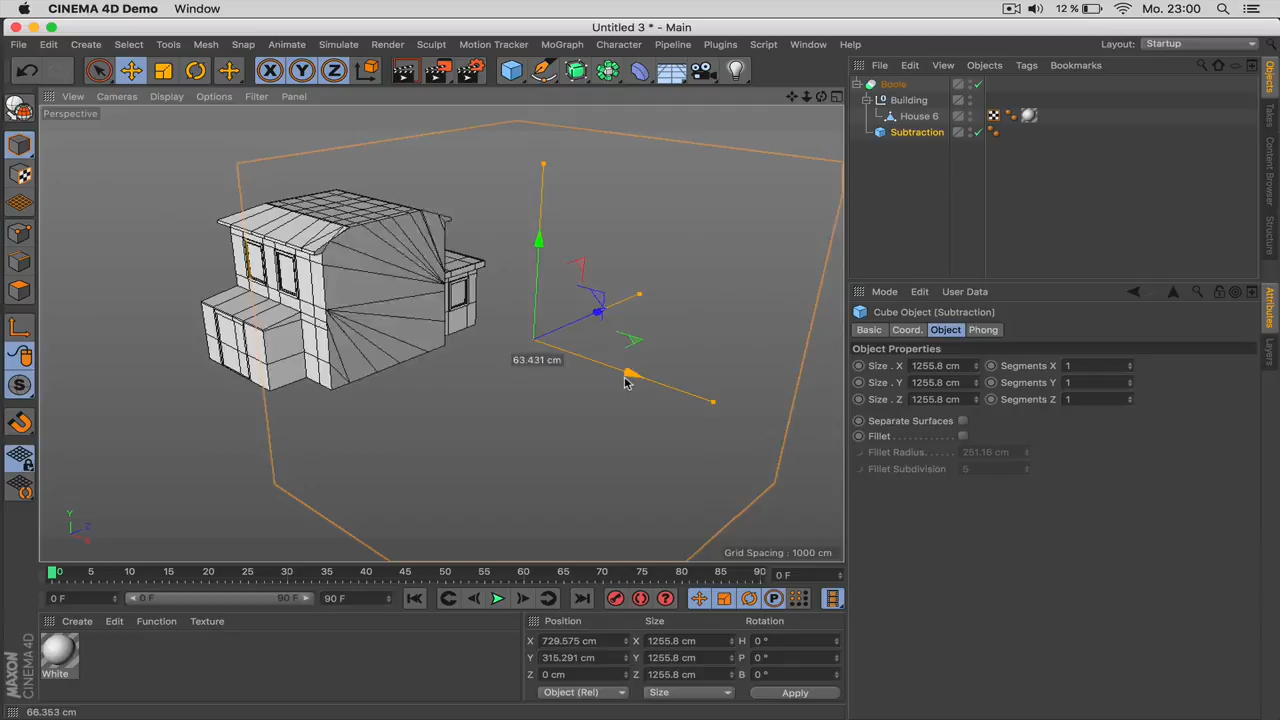 CINEMA 4D Demo Window 12 % Mo. 23:00
Untitled 3 * - Main
File Edit Create Select Tools Mesh Snap Animate Simulate Render Sculpt Motion Tracker MoGraph Character Pipeline Plugins Script Window Help Layout: Startup
X Y Z
File Edit View Objects Tags Bookmarks
View Cameras Display Options Filter Panel
Perspective
Boole
Building
House 6
Subtraction
Objects
Takes
Content Browser
Structure
Mode Edit User Data
Cube Object [Subtraction]
Basic Coord. Object Phong
Object Properties
Size . X 1255.8 cm Segments X 1
Size . Y 1255.8 cm Segments Y 1
Size . Z 1255.8 cm Segments Z 1
Separate Surfaces
Fillet
Fillet Radius 251.16 cm
Fillet Subdivision 5
Attributes
Layers
63.431 cm
Y
Z
X
Grid Spacing : 1000 cm
0 5 10 15 20 25 30 35 40 45 50 55 60 65 70 75 80 85 90 0 F
0 F 0 F 90 F 90 F
Create Edit Function Texture
White
Position Size Rotation
X 729.575 cm X 1255.8 cm H 0 °
Y 315.291 cm Y 1255.8 cm P 0 °
Z 0 cm Z 1255.8 cm B 0 °
Object (Rel) Size Apply
MAXON
CINEMA 4D
66.353 cm